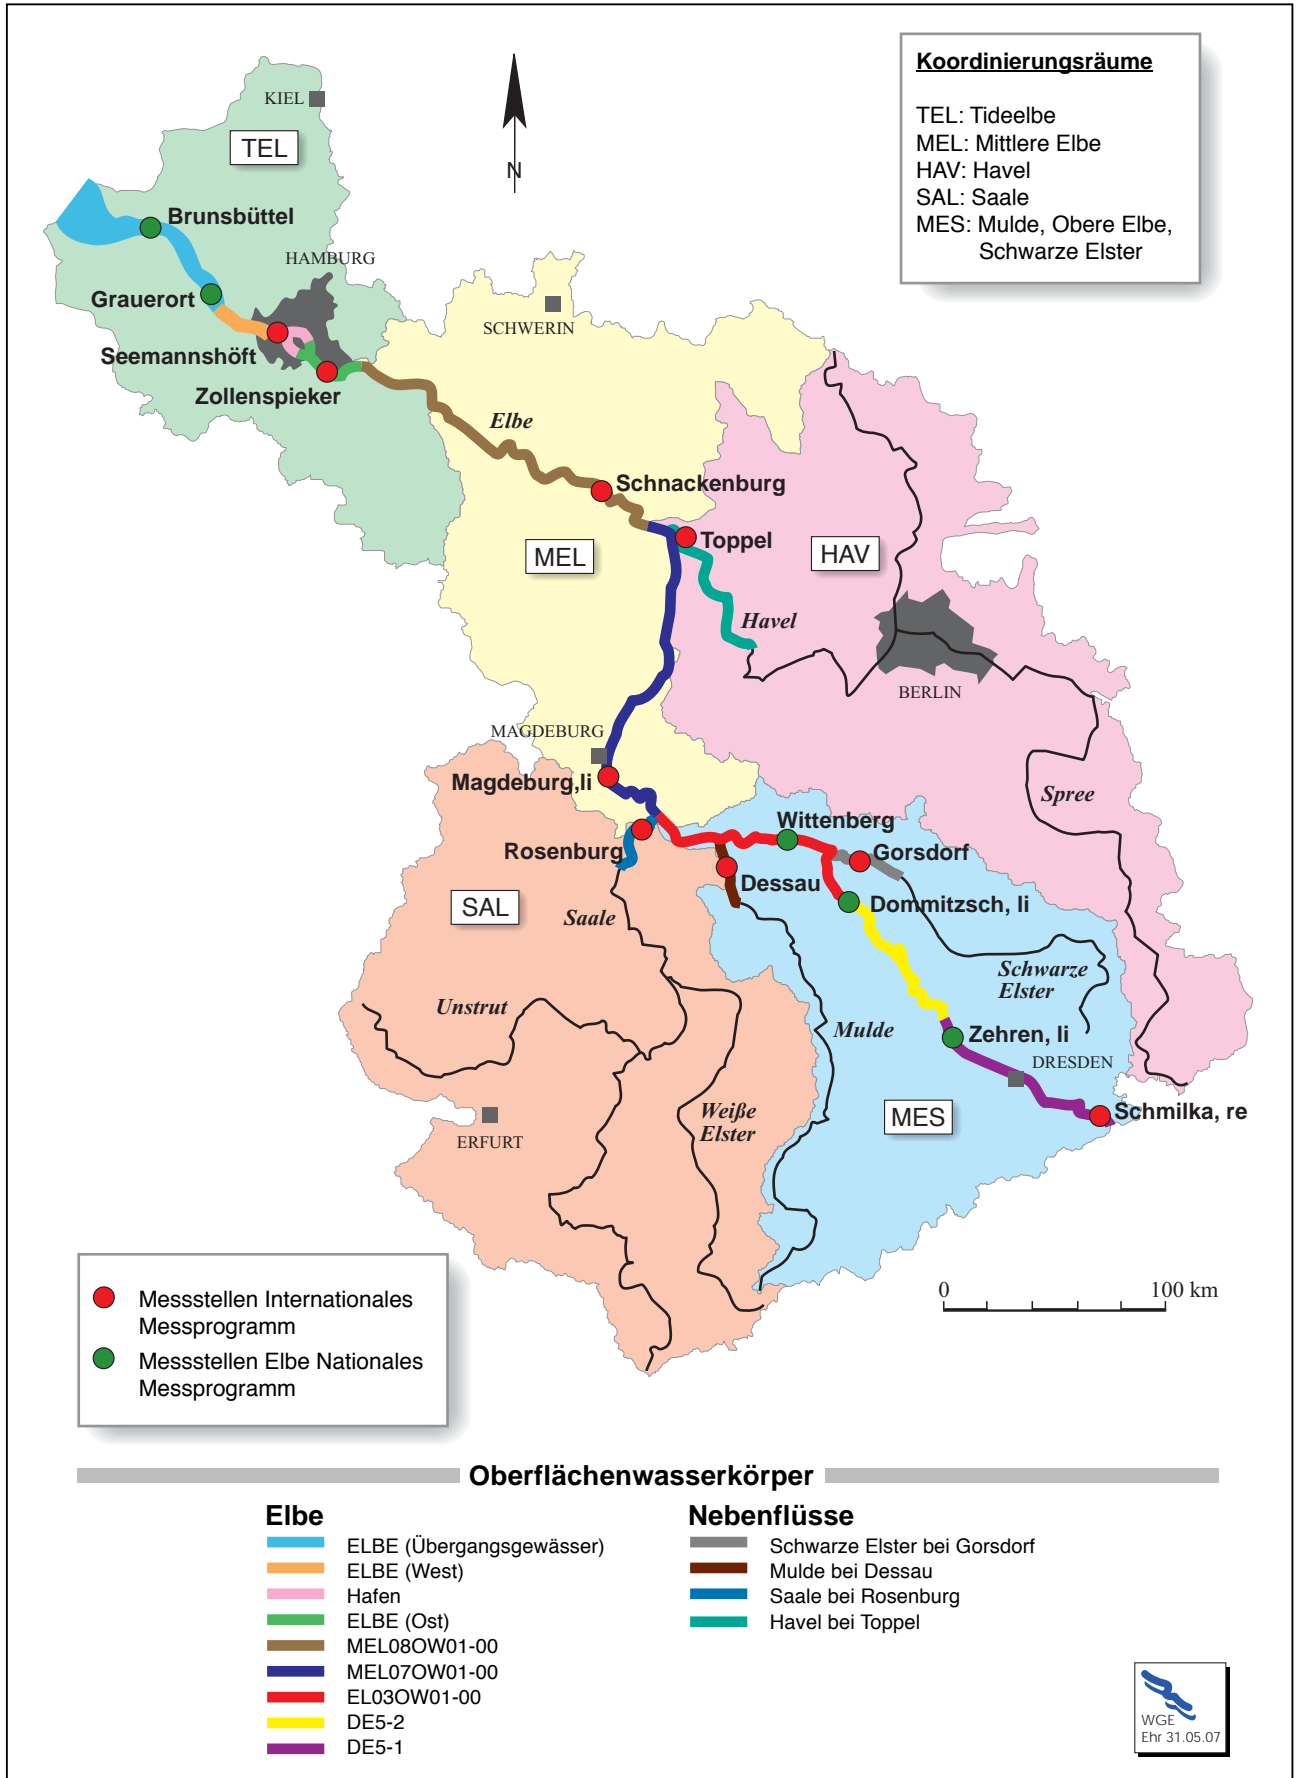 Koordinierungsräume
TEL: Tideelbe
MEL: Mittlere Elbe
HAV: Havel
SAL: Saale
MES: Mulde, Obere Elbe,
Schwarze Elster
KIEL
TEL
N
Brunsbüttel
HAMBURG
Grauerort
SCHWERIN
Seemannshöft
Zollenspieker
Elbe
Schnackenburg
Toppel
MEL
HAV
Havel
BERLIN
MAGDEBURG
Magdeburg,li
Spree
Wittenberg
Rosenburg
Gorsdorf
Dessau
Dommitzsch, li
SAL
Saale
Schwarze
Elster
Unstrut
Mulde
Zehren, li
DRESDEN
Weiße
Elster
MES
Schmilka, re
ERFURT
0 100 km
Messstellen Internationales
Messprogramm
Messstellen Elbe Nationales
Messprogramm
Oberflächenwasserkörper
Elbe
ELBE (Übergangsgewässer)
ELBE (West)
Hafen
ELBE (Ost)
MEL08OW01-00
MEL07OW01-00
EL03OW01-00
DE5-2
DE5-1
Nebenflüsse
Schwarze Elster bei Gorsdorf
Mulde bei Dessau
Saale bei Rosenburg
Havel bei Toppel
WGE
Ehr 31.05.07